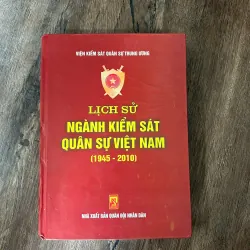 VIỆN KIỂM SÁT QUÂN SỰ TRUNG ƯƠNG
LỊCH SỬ
NGÀNH KIỂM SÁT
QUÂN SỰ VIỆT NAM
(1945 - 2010)
NHÀ XUẤT BẢN QUÂN ĐỘI NHÂN DÂN